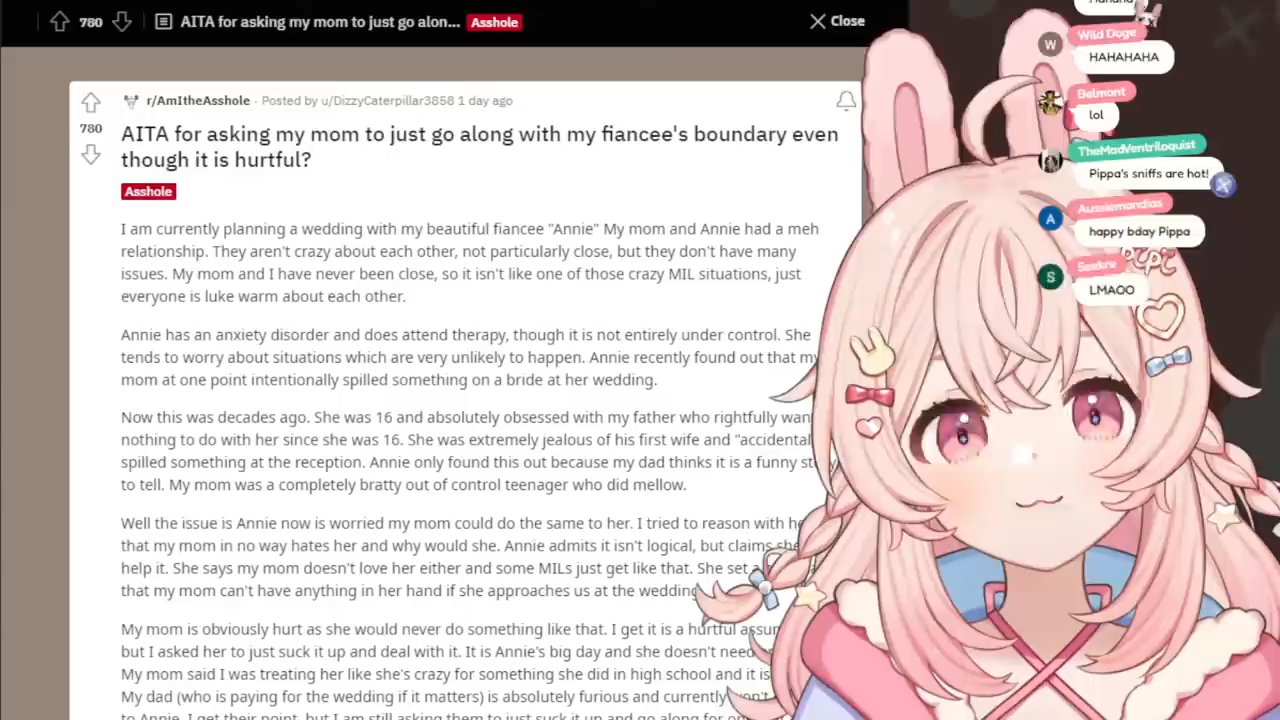 780
AITA for asking my mom to just go alon...
Asshole
Close
r/AmItheAsshole · Posted by u/DizzyCaterpillar3858 1 day ago
780
AITA for asking my mom to just go along with my fiancee's boundary even
though it is hurtful?
Asshole
I am currently planning a wedding with my beautiful fiancee "Annie" My mom and Annie had a meh
relationship. They aren't crazy about each other, not particularly close, but they don't have many
issues. My mom and I have never been close, so it isn't like one of those crazy MIL situations, just
everyone is luke warm about each other.
Annie has an anxiety disorder and does attend therapy, though it is not entirely under control. She
tends to worry about situations which are very unlikely to happen. Annie recently found out that my
mom at one point intentionally spilled something on a bride at her wedding.
Now this was decades ago. She was 16 and absolutely obsessed with my father who rightfully wan
nothing to do with her since she was 16. She was extremely jealous of his first wife and "accidental
spilled something at the reception. Annie only found this out because my dad thinks it is a funny st
to tell. My mom was a completely bratty out of control teenager who did mellow.
Well the issue is Annie now is worried my mom could do the same to her. I tried to reason with he
that my mom in no way hates her and why would she. Annie admits it isn't logical, but claims she
help it. She says my mom doesn't love her either and some MILs just get like that. She set a
that my mom can't have anything in her hand if she approaches us at the wedding
My mom is obviously hurt as she would never do something like that. I get it is a hurtful assum
but I asked her to just suck it up and deal with it. It is Annie's big day and she doesn't need
My mom said I was treating her like she's crazy for something she did in high school and it is
My dad (who is paying for the wedding if it matters) is absolutely furious and currently won't
to Annie. I get their point, but I am still asking them to just suck it up and go along for
W
Wild Doge
HAHAHAHA
Belmont
lol
TheMadVentriloquist
Pippa's sniffs are hot!
A
Aussiemandias
happy bday Pippa
S
LMAOO